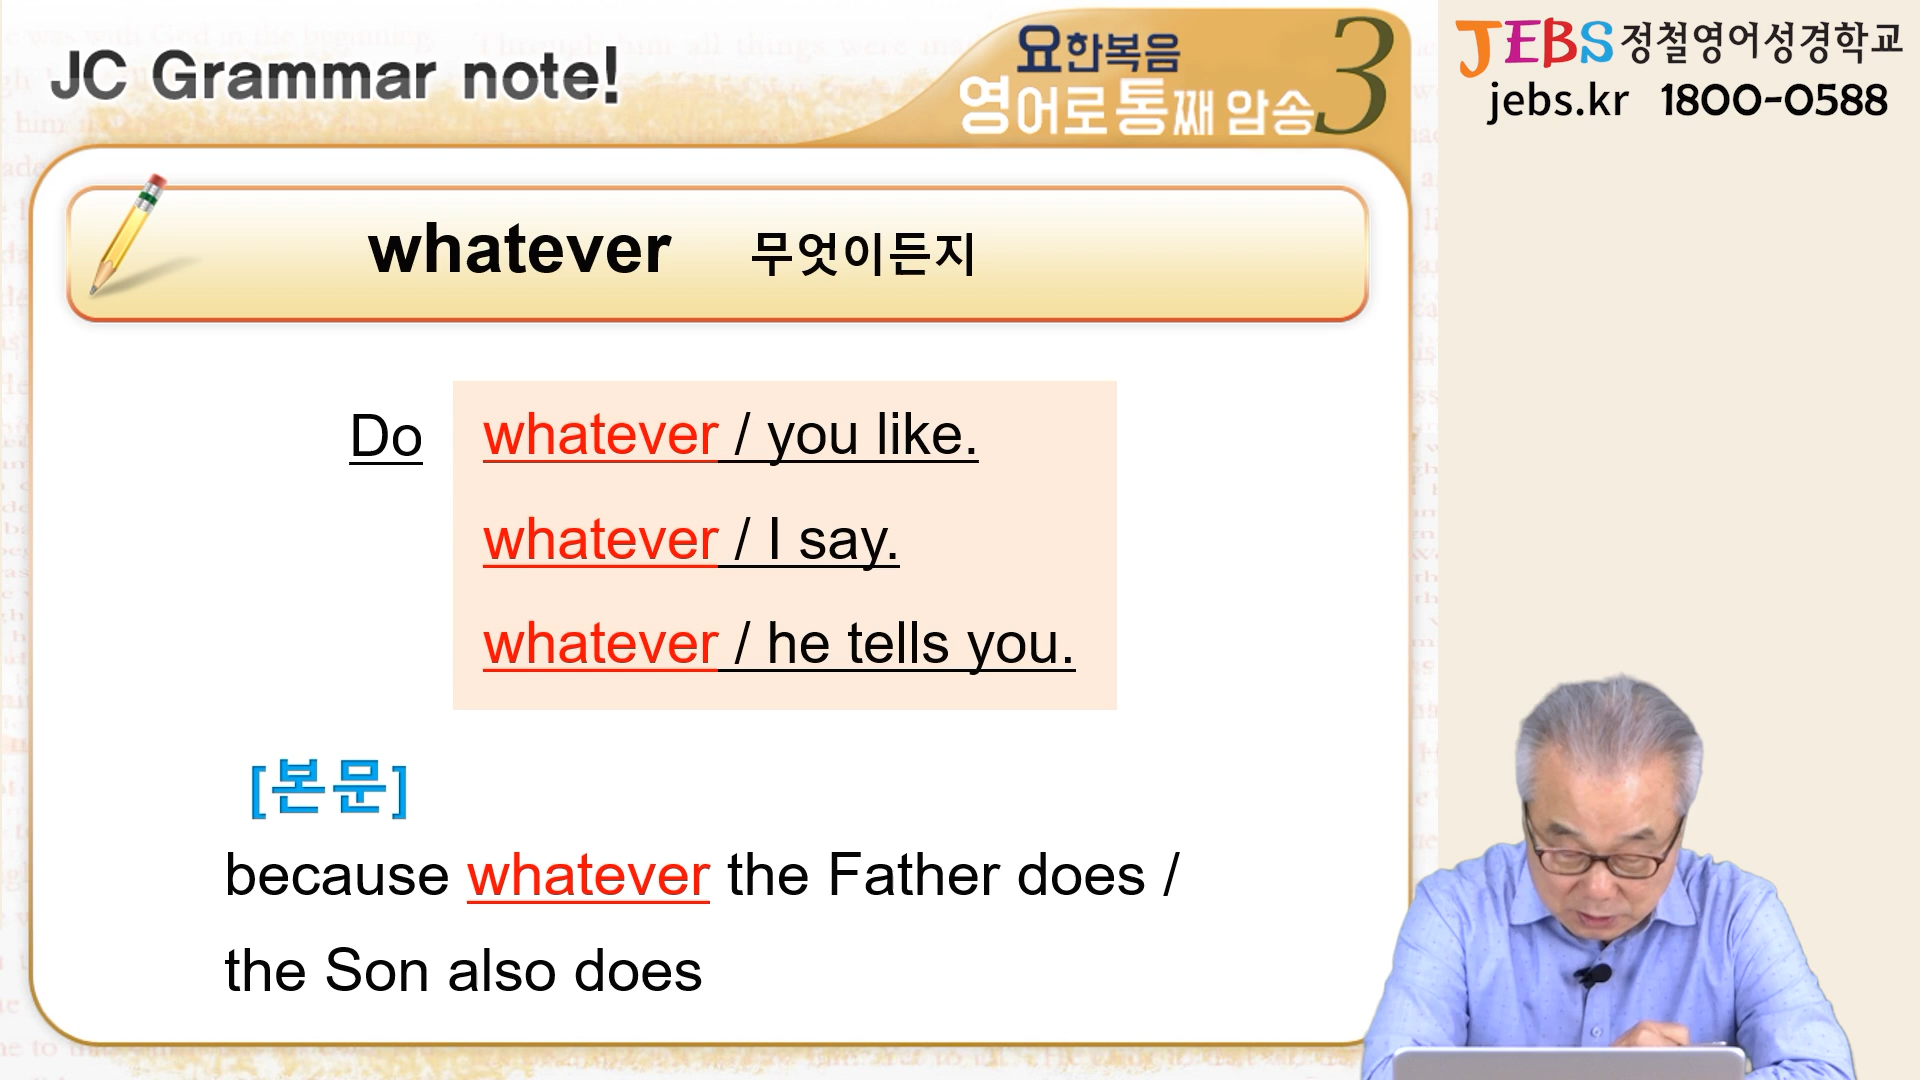 JC Grammar note!
요한복음
영어로 통째 암송 3
JEBS 정철영어성경학교
jebs.kr 1800-0588
whatever 무엇이든지
Do whatever / you like.
whatever / I say.
whatever / he tells you.
[본문]
because whatever the Father does /
the Son also does